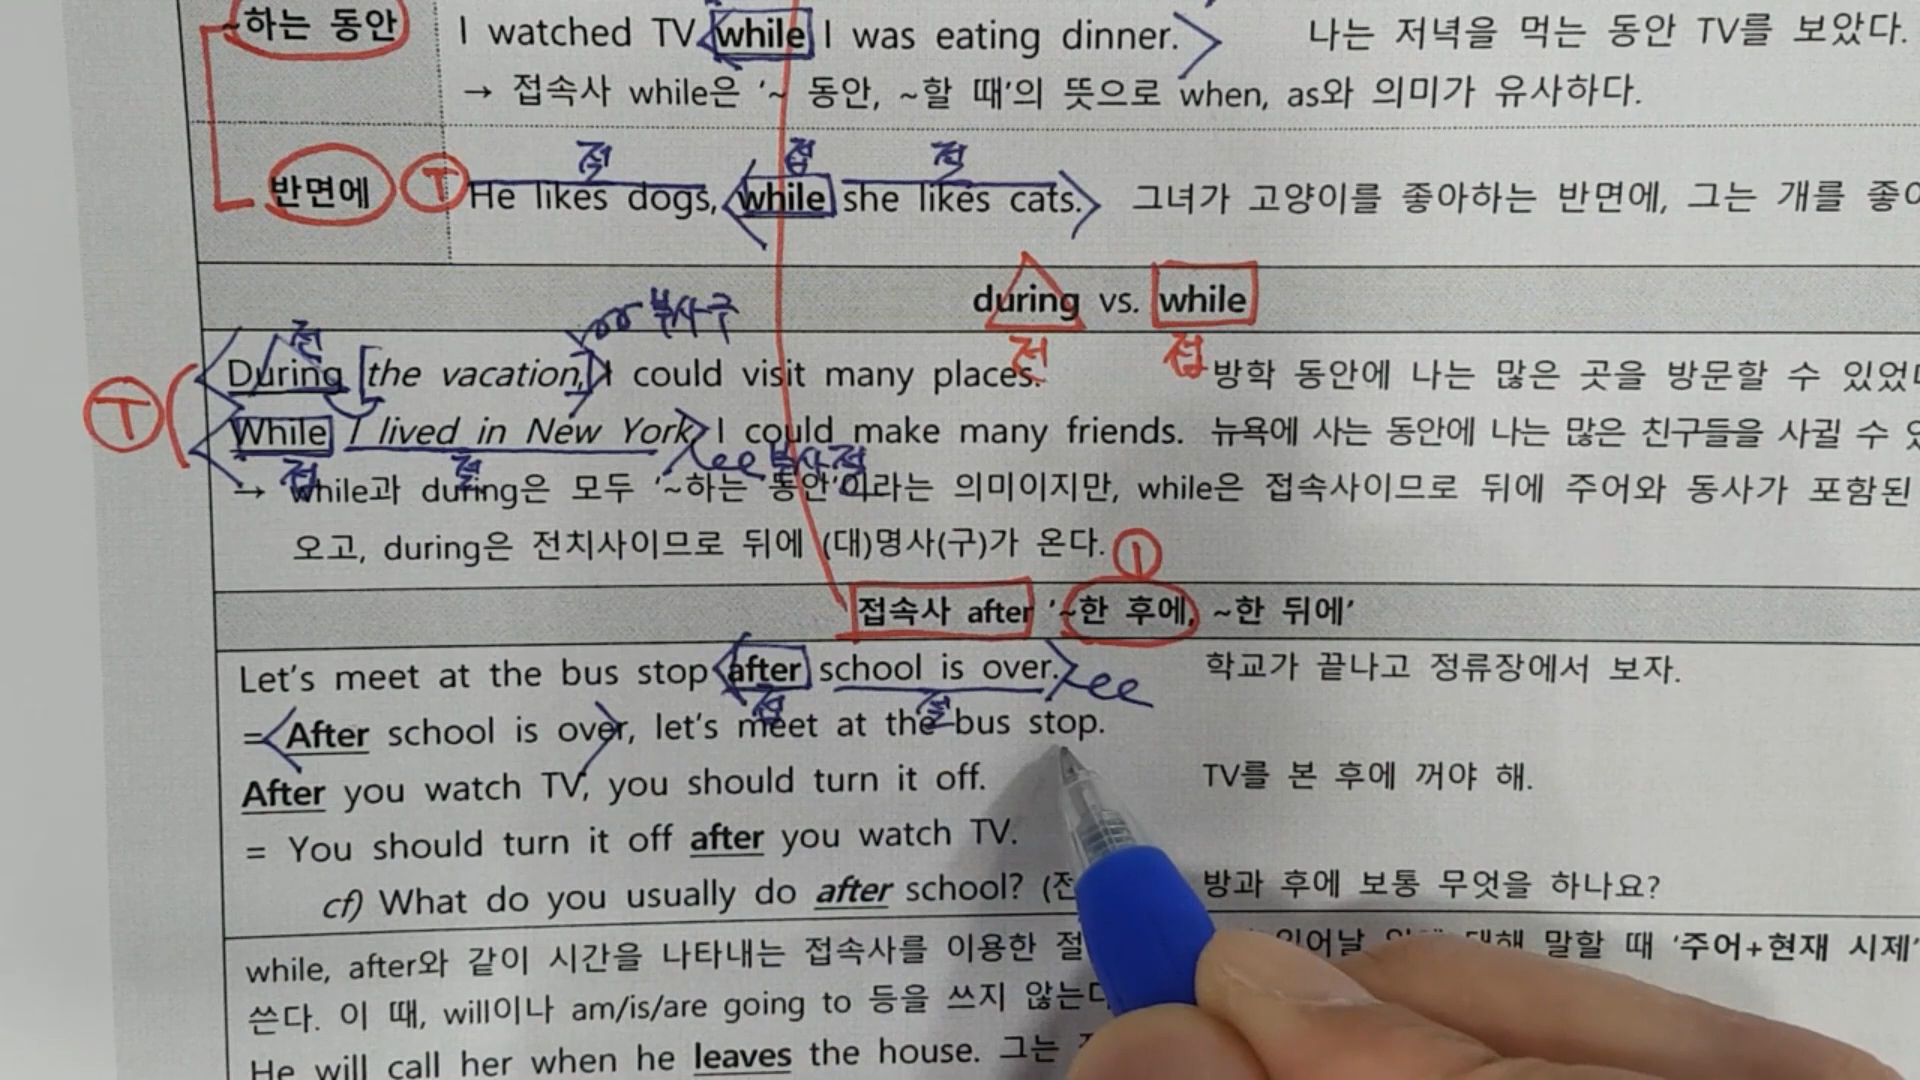 ~하는 동안 I watched TV while I was eating dinner. 나는 저녁을 먹는 동안 TV를 보았다.
→ 접속사 while은 '~ 동안, ~할 때'의 뜻으로 when, as와 의미가 유사하다.
절 접 절
반면에 T He likes dogs, while she likes cats. 그녀가 고양이를 좋아하는 반면에, 그는 개를
during vs. while
부사구
전 접
전
T
During the vacation, I could visit many places. 방학 동안에 나는 많은 곳을 방문할 수
While I lived in New York, I could make many friends. 뉴욕에 사는 동안에 나는 많은 친구들을 사귈 수
접 절 부사절
→ while과 during은 모두 '~하는 동안'이라는 의미이지만, while은 접속사이므로 뒤에 주어와 동사가 포함된
오고, during은 전치사이므로 뒤에 (대)명사(구)가 온다.
접속사 after '~한 후에, ~한 뒤에'
Let's meet at the bus stop after school is over. 학교가 끝나고 정류장에서 보자.
접 절
= After school is over, let's meet at the bus stop.
After you watch TV, you should turn it off. TV를 본 후에 꺼야 해.
= You should turn it off after you watch TV.
cf) What do you usually do after school? 방과 후에 보통 무엇을 하나요?
while, after와 같이 시간을 나타내는 접속사를 이용한 말할 때 '주어+현재 시제'
쓴다. 이 때, will이나 am/is/are going to 등을 쓰지
He will call her when he leaves the house. 그는